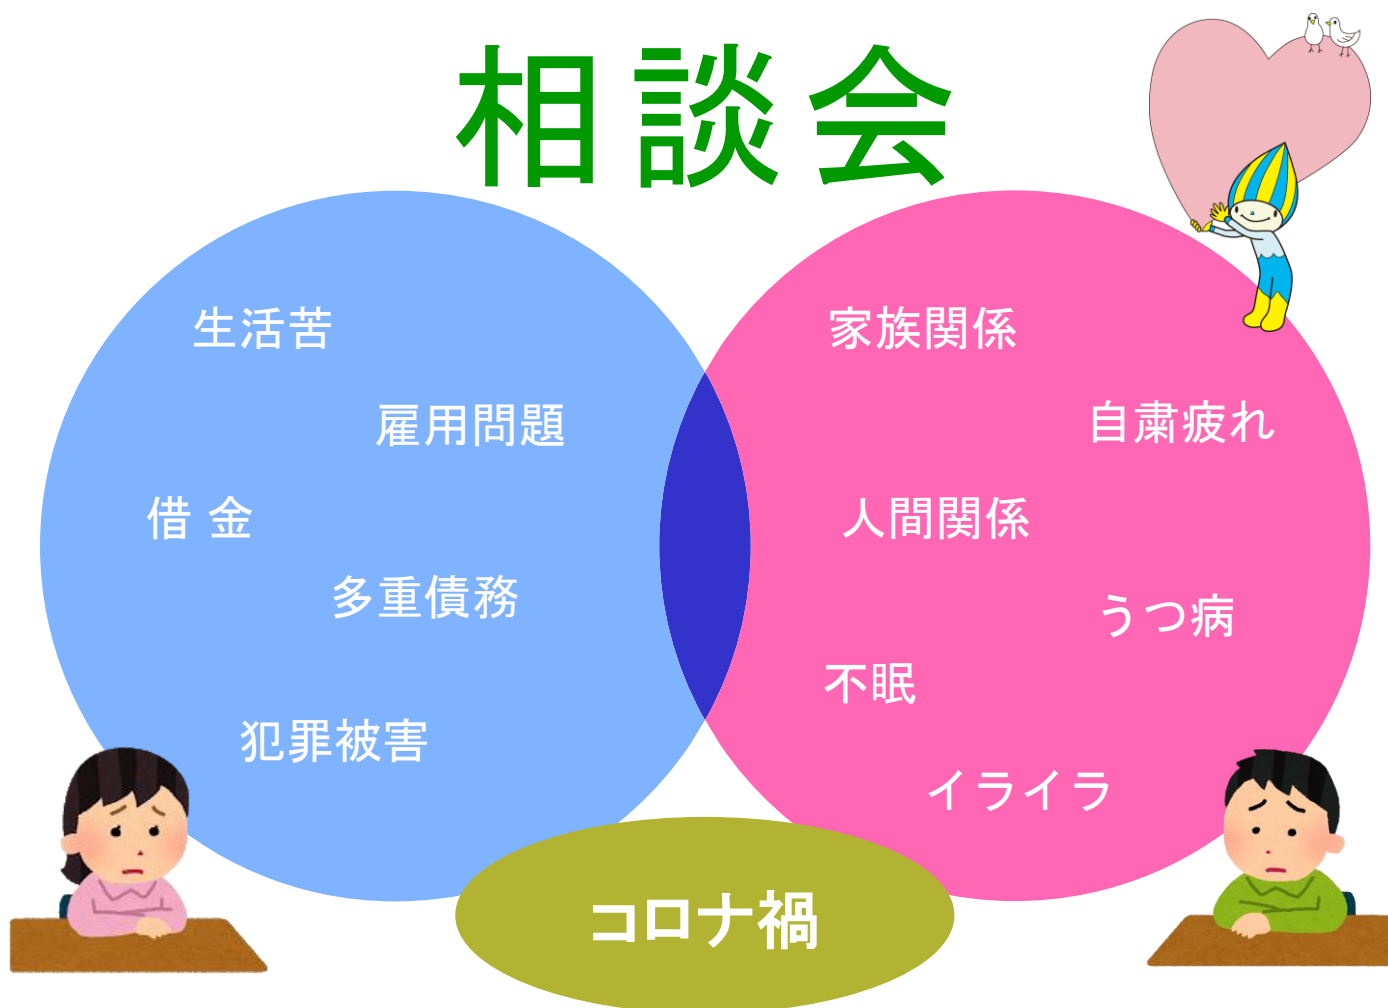 相談会
生活苦
雇用問題
借 金
多重債務
犯罪被害
家族関係
自粛疲れ
人間関係
うつ病
不眠
イライラ
コロナ禍